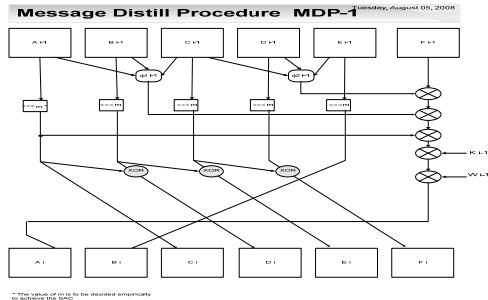 Message Distill Procedure MDP-1
Tuesday, August 05, 2008
A i-1 B i-1 C i-1 D i-1 E i-1 F i-1
K i-1
W i-1
XOR XOR XOR
A i B i C i D i E i F i
* The value of m is to be decided empirically
to achieve the SAC